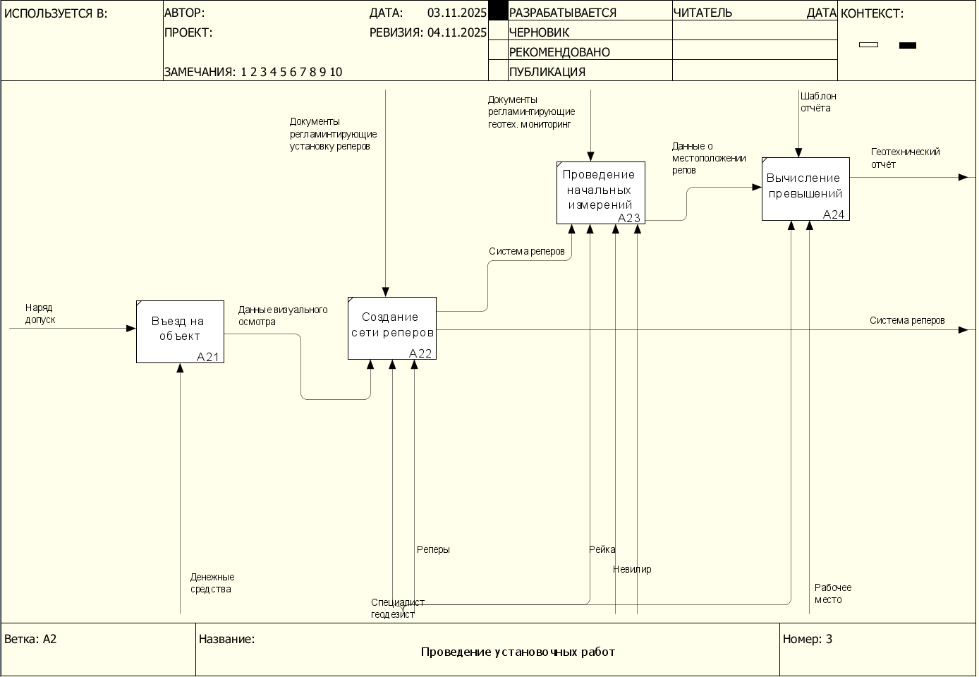 ИСПОЛЬЗУЕТСЯ В:
АВТОР:
ДАТА: 03.11.2025
ПРОЕКТ:
РЕВИЗИЯ: 04.11.2025
ЗАМЕЧАНИЯ: 1 2 3 4 5 6 7 8 9 10
РАЗРАБАТЫВАЕТСЯ
ЧЕРНОВИК
РЕКОМЕНДОВАНО
ПУБЛИКАЦИЯ
ЧИТАТЕЛЬ
ДАТА
КОНТЕКСТ:
Документы
регламинтирующие
установку реперов
Документы
регламинтирующие
геотех. мониторинг
Шаблон
отчёта
Данные о
местоположении
репов
Геотехнический
отчёт
Проведение
начальных
измерений
A23
Вычисление
превышений
A24
Система реперов
Наряд
допуск
Въезд на
объект
A21
Данные визуального
осмотра
Создание
сети реперов
A22
Система реперов
Реперы
Рейка
Невилир
Денежные
средства
Специалист
геодезист
Рабочее
место
Ветка: A2
Название:
Проведение установочных работ
Номер: 3